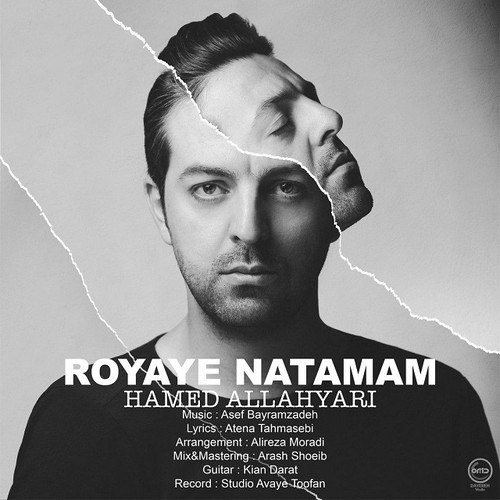 ROYAYE NATAMAM
HAMED ALLAHYARI
Music : Asef Bayramzadeh
Lyrics : Atena Tahmasebi
Arrangement : Alireza Moradi
Mix&Mastering : Arash Shoeib
Guitar : Kian Darat
Record : Studio Avaye Toofan